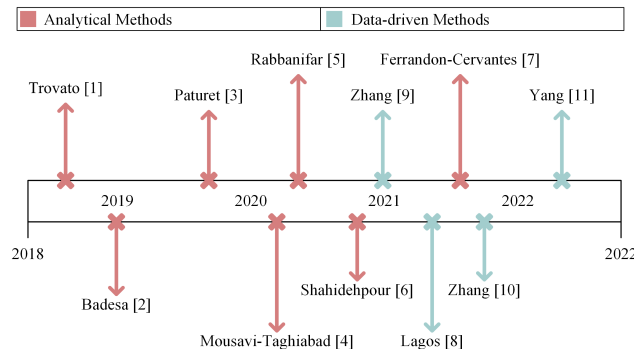 Analytical Methods Data-driven Methods
Rabbanifar [5] Ferrandon-Cervantes [7]
Trovato [1] Paturet [3] Zhang [9] Yang [11]
2019 2020 2021 2022
2018 2022
Badesa [2] Shahidehpour [6] Zhang [10]
Mousavi-Taghiabad [4] Lagos [8]